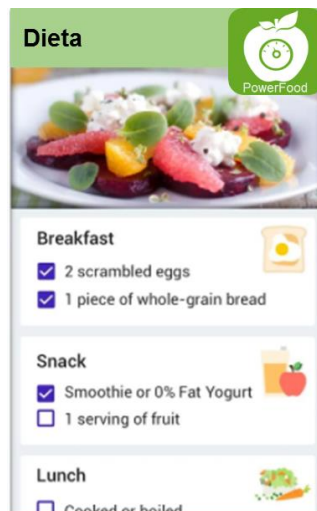 Dieta
PowerFood
Breakfast
2 scrambled eggs
1 piece of whole-grain bread
Snack
Smoothie or 0% Fat Yogurt
1 serving of fruit
Lunch
Cooked or boiled